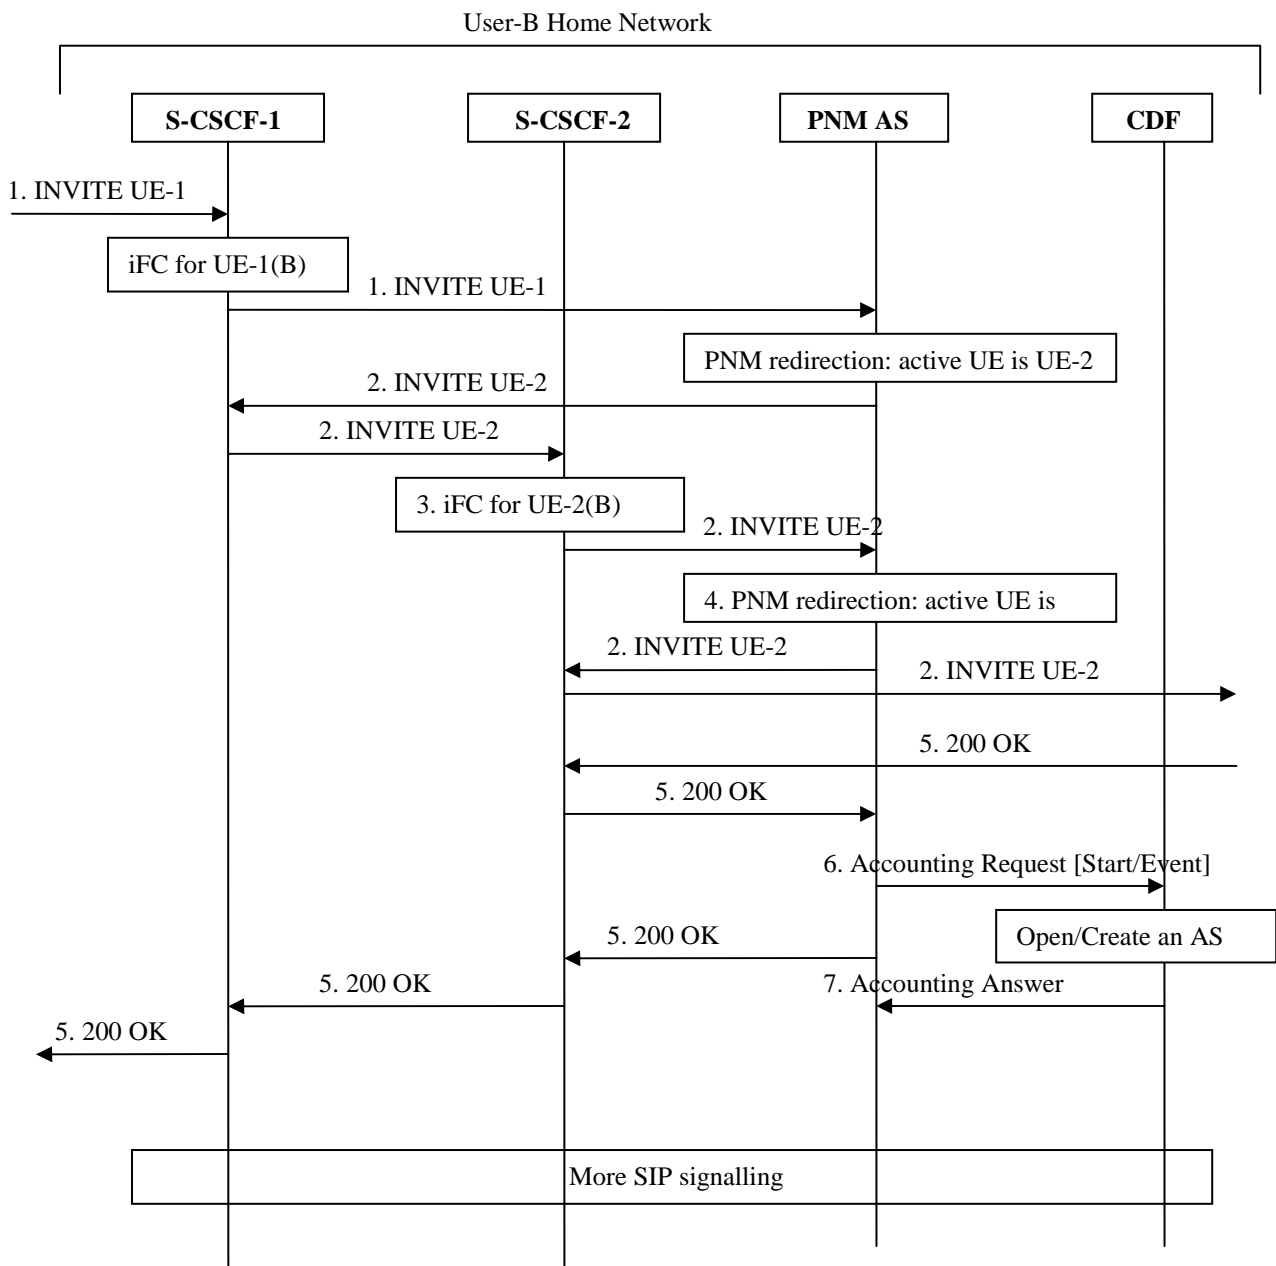 User-B Home Network
S-CSCF-1
S-CSCF-2
PNM AS
CDF
1. INVITE UE-1
iFC for UE-1(B)
1. INVITE UE-1
PNM redirection: active UE is UE-2
2. INVITE UE-2
2. INVITE UE-2
3. iFC for UE-2(B)
2. INVITE UE-2
4. PNM redirection: active UE is
2. INVITE UE-2
2. INVITE UE-2
5. 200 OK
5. 200 OK
6. Accounting Request [Start/Event]
Open/Create an AS
5. 200 OK
7. Accounting Answer
5. 200 OK
5. 200 OK
More SIP signalling